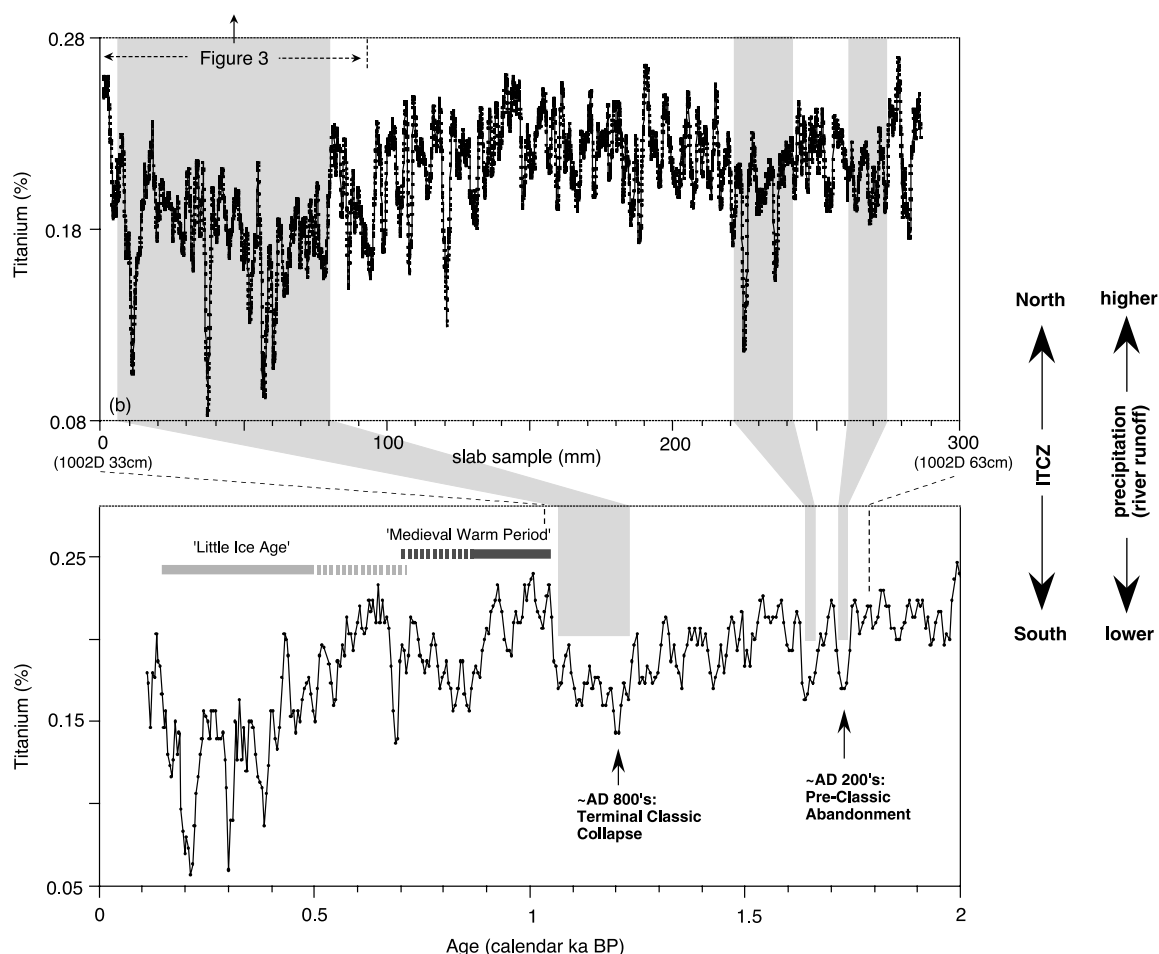 0.28
Figure 3
Titanium (%)
0.18
(b)
0.08
0
100
200
300
slab sample (mm)
(1002D 33cm)
(1002D 63cm)
North
higher
ITCZ
precipitation
(river runoff)
South
lower
'Little Ice Age'
'Medieval Warm Period'
0.25
Titanium (%)
0.15
0.05
~AD 800's:
Terminal Classic
Collapse
~AD 200's:
Pre-Classic
Abandonment
0
0.5
1
1.5
2
Age (calendar ka BP)